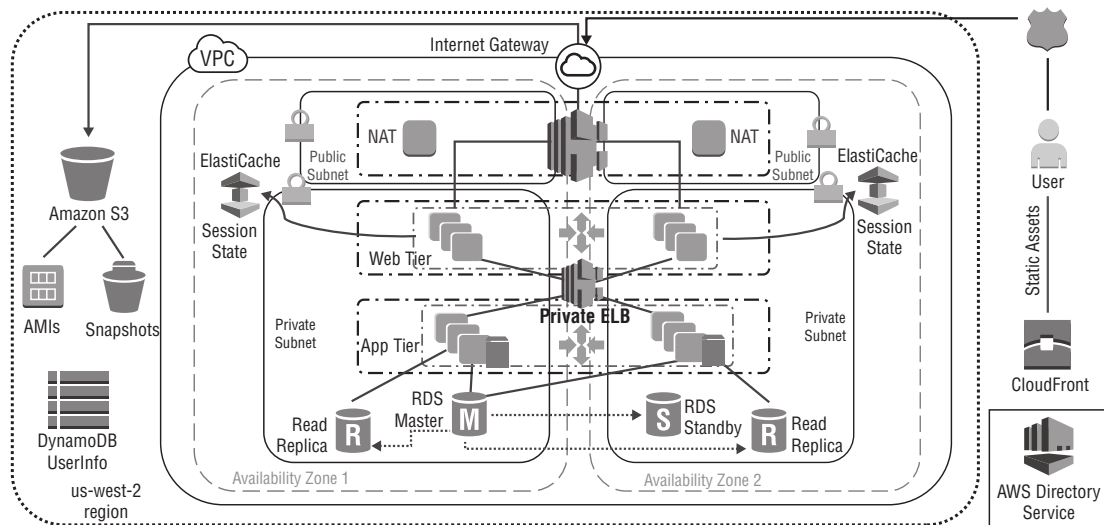 Internet Gateway
VPC
NAT
NAT
Public
Subnet
Public
Subnet
ElastiCache
Session
State
ElastiCache
Session
State
Amazon S3
AMIs
Snapshots
Web Tier
Private ELB
App Tier
Private
Subnet
Private
Subnet
User
Static Assets
CloudFront
DynamoDB
UserInfo
us-west-2
region
Read
Replica
R
RDS
Master
M
S
RDS
Standby
R
Read
Replica
Availability Zone 1
Availability Zone 2
AWS Directory
Service